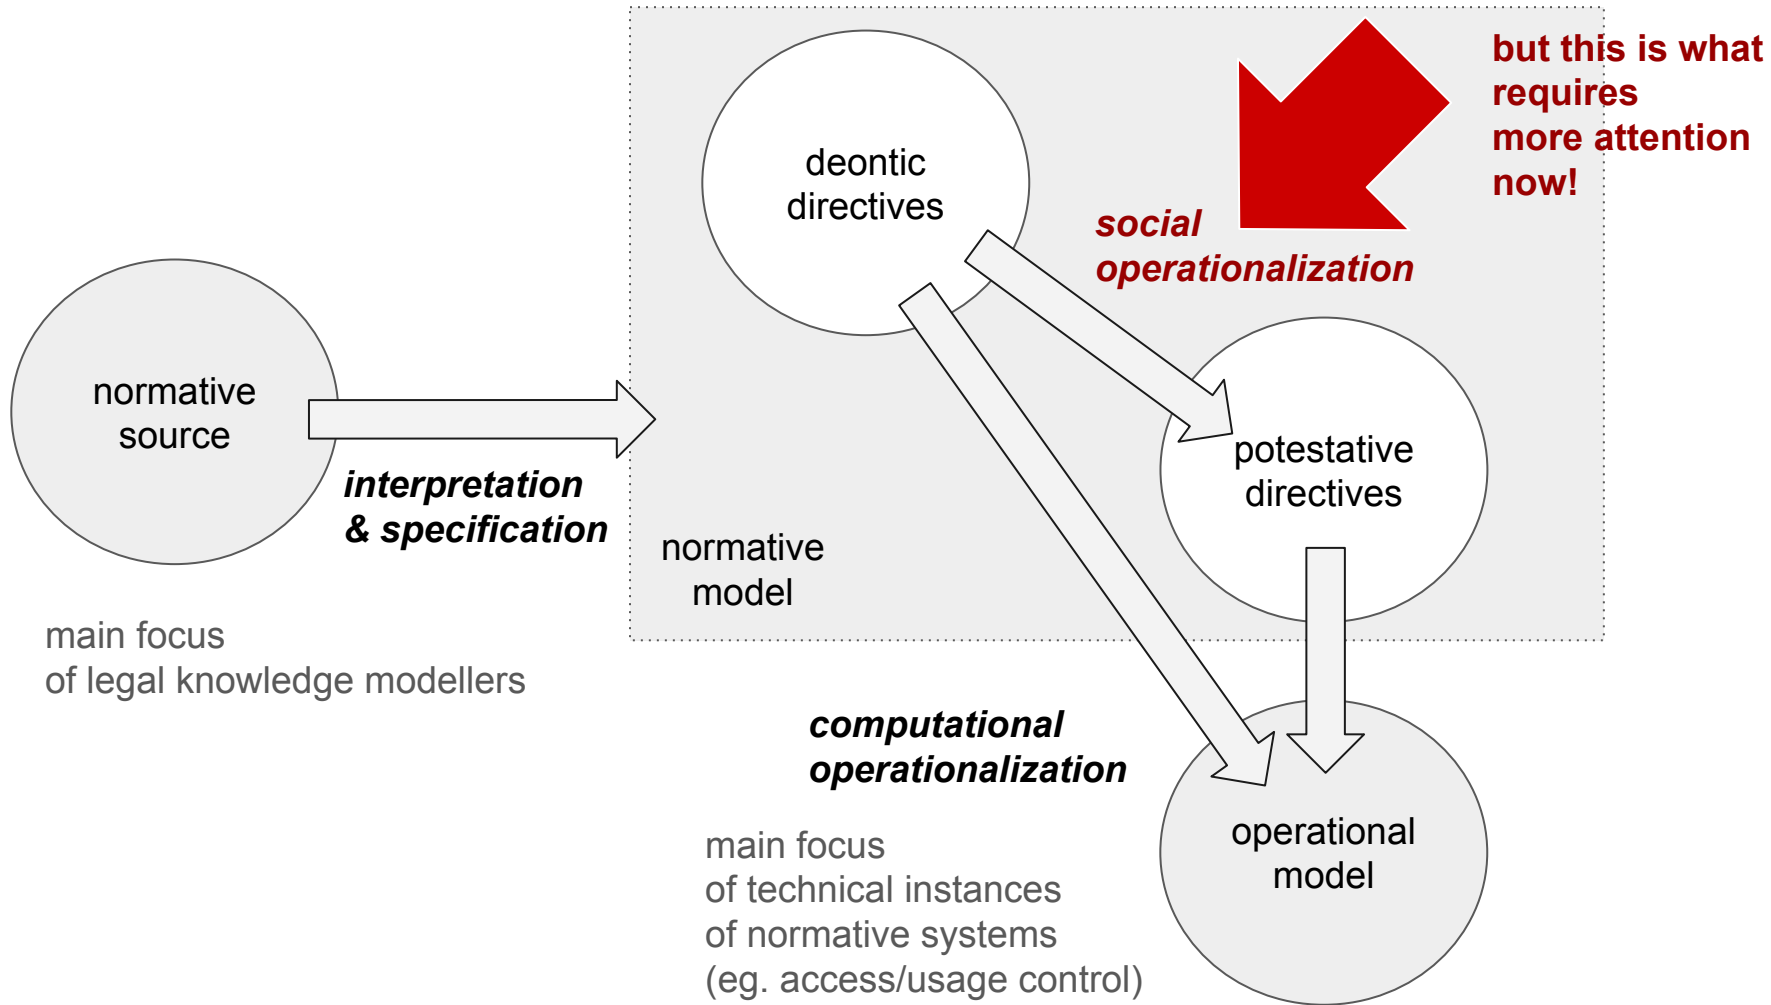 but this is what
requires
more attention
now!
deontic
directives
social
operationalization
normative
source
interpretation
& specification
potestative
directives
normative
model
main focus
of legal knowledge modellers
computational
operationalization
operational
model
main focus
of technical instances
of normative systems
(eg. access/usage control)